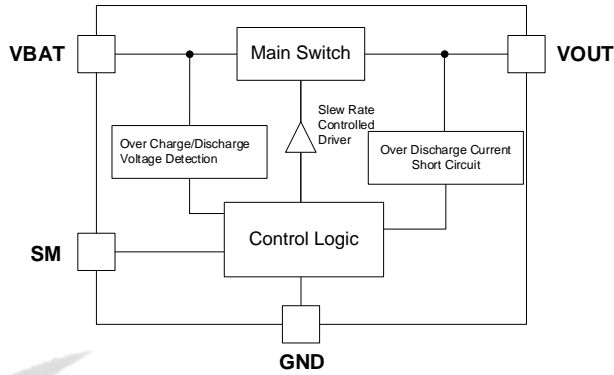 VBAT
Main Switch
VOUT
Slew Rate
Controlled
Driver
Over Charge/Discharge
Voltage Detection
Over Discharge Current
Short Circuit
Control Logic
SM
GND